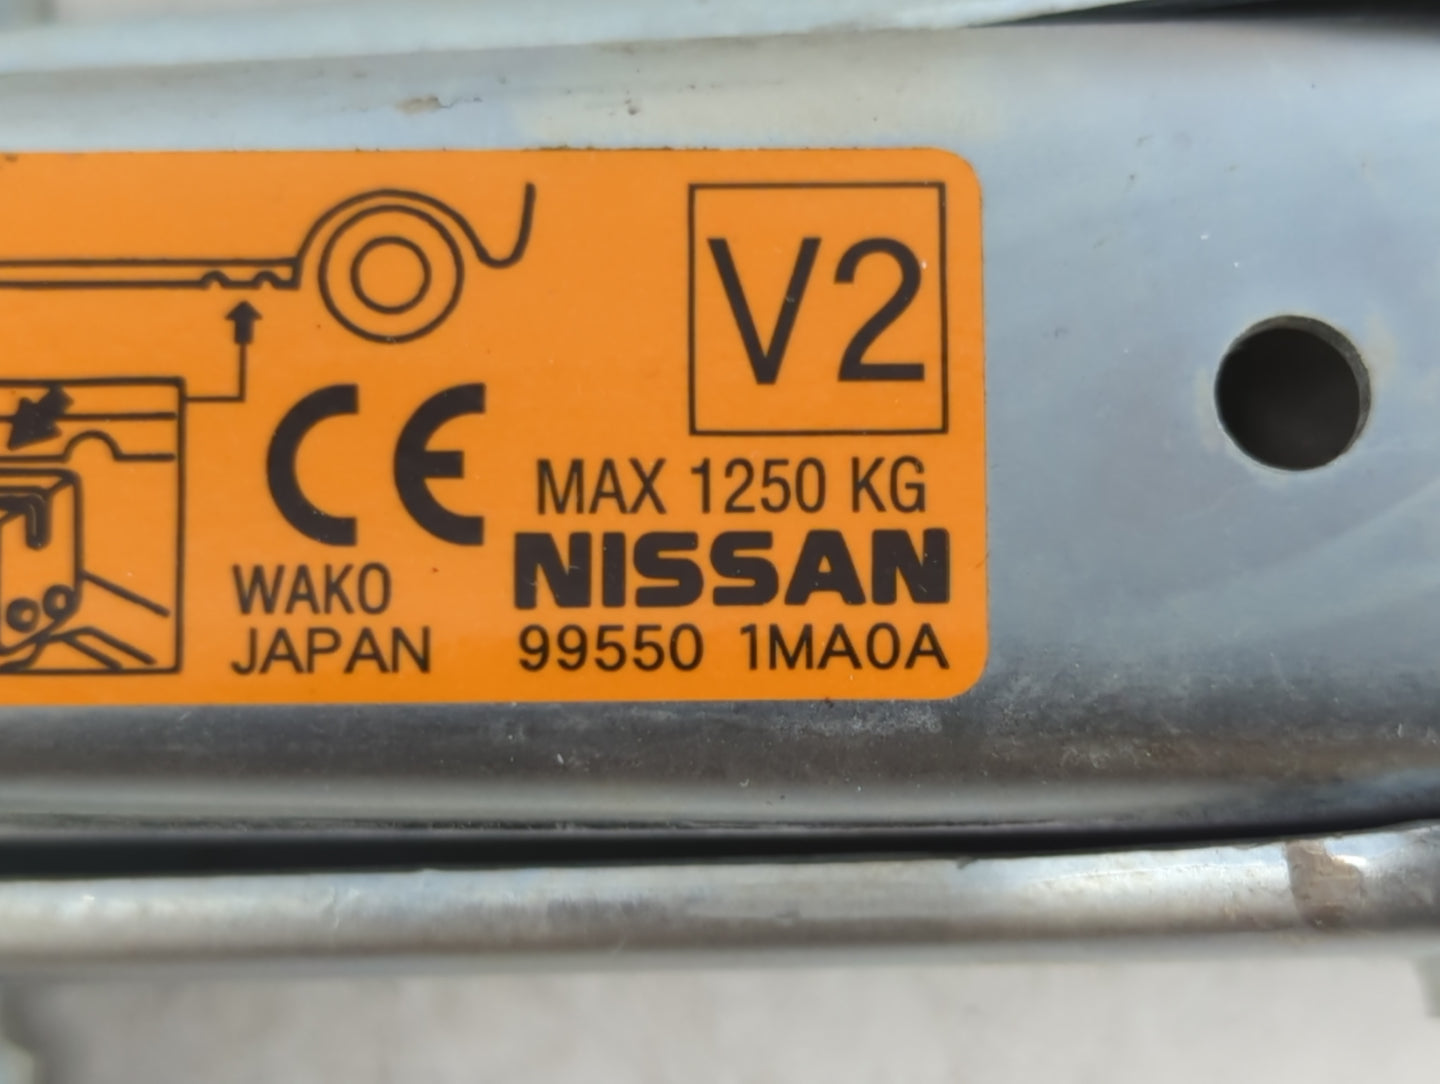 V2
CE
MAX 1250 KG
NISSAN
WAKO
JAPAN
99550 1MA0A